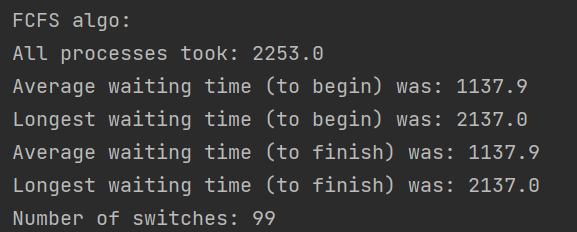 FCFS algo:
All processes took: 2253.0
Average waiting time (to begin) was: 1137.9
Longest waiting time (to begin) was: 2137.0
Average waiting time (to finish) was: 1137.9
Longest waiting time (to finish) was: 2137.0
Number of switches: 99